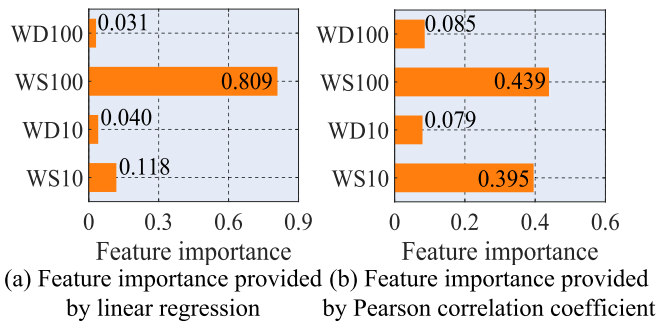 WD100 0.031
WS100 0.809
WD10 0.040
WS10 0.118
0 0.3 0.6 0.9
Feature importance
(a) Feature importance provided
by linear regression
WD100 0.085
WS100 0.439
WD10 0.079
WS10 0.395
0 0.2 0.4 0.6
Feature importance
(b) Feature importance provided
by Pearson correlation coefficient